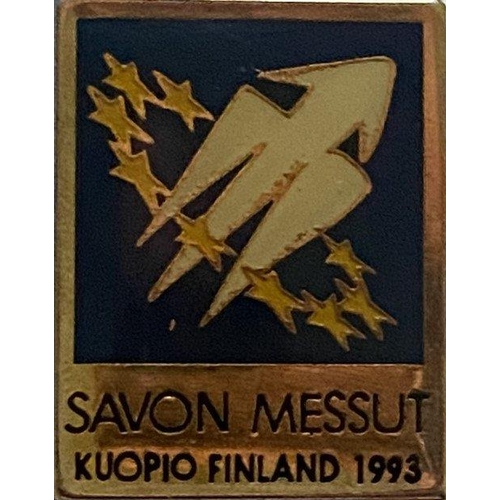 SAVON MESSUT
KUOPIO FINLAND 1993